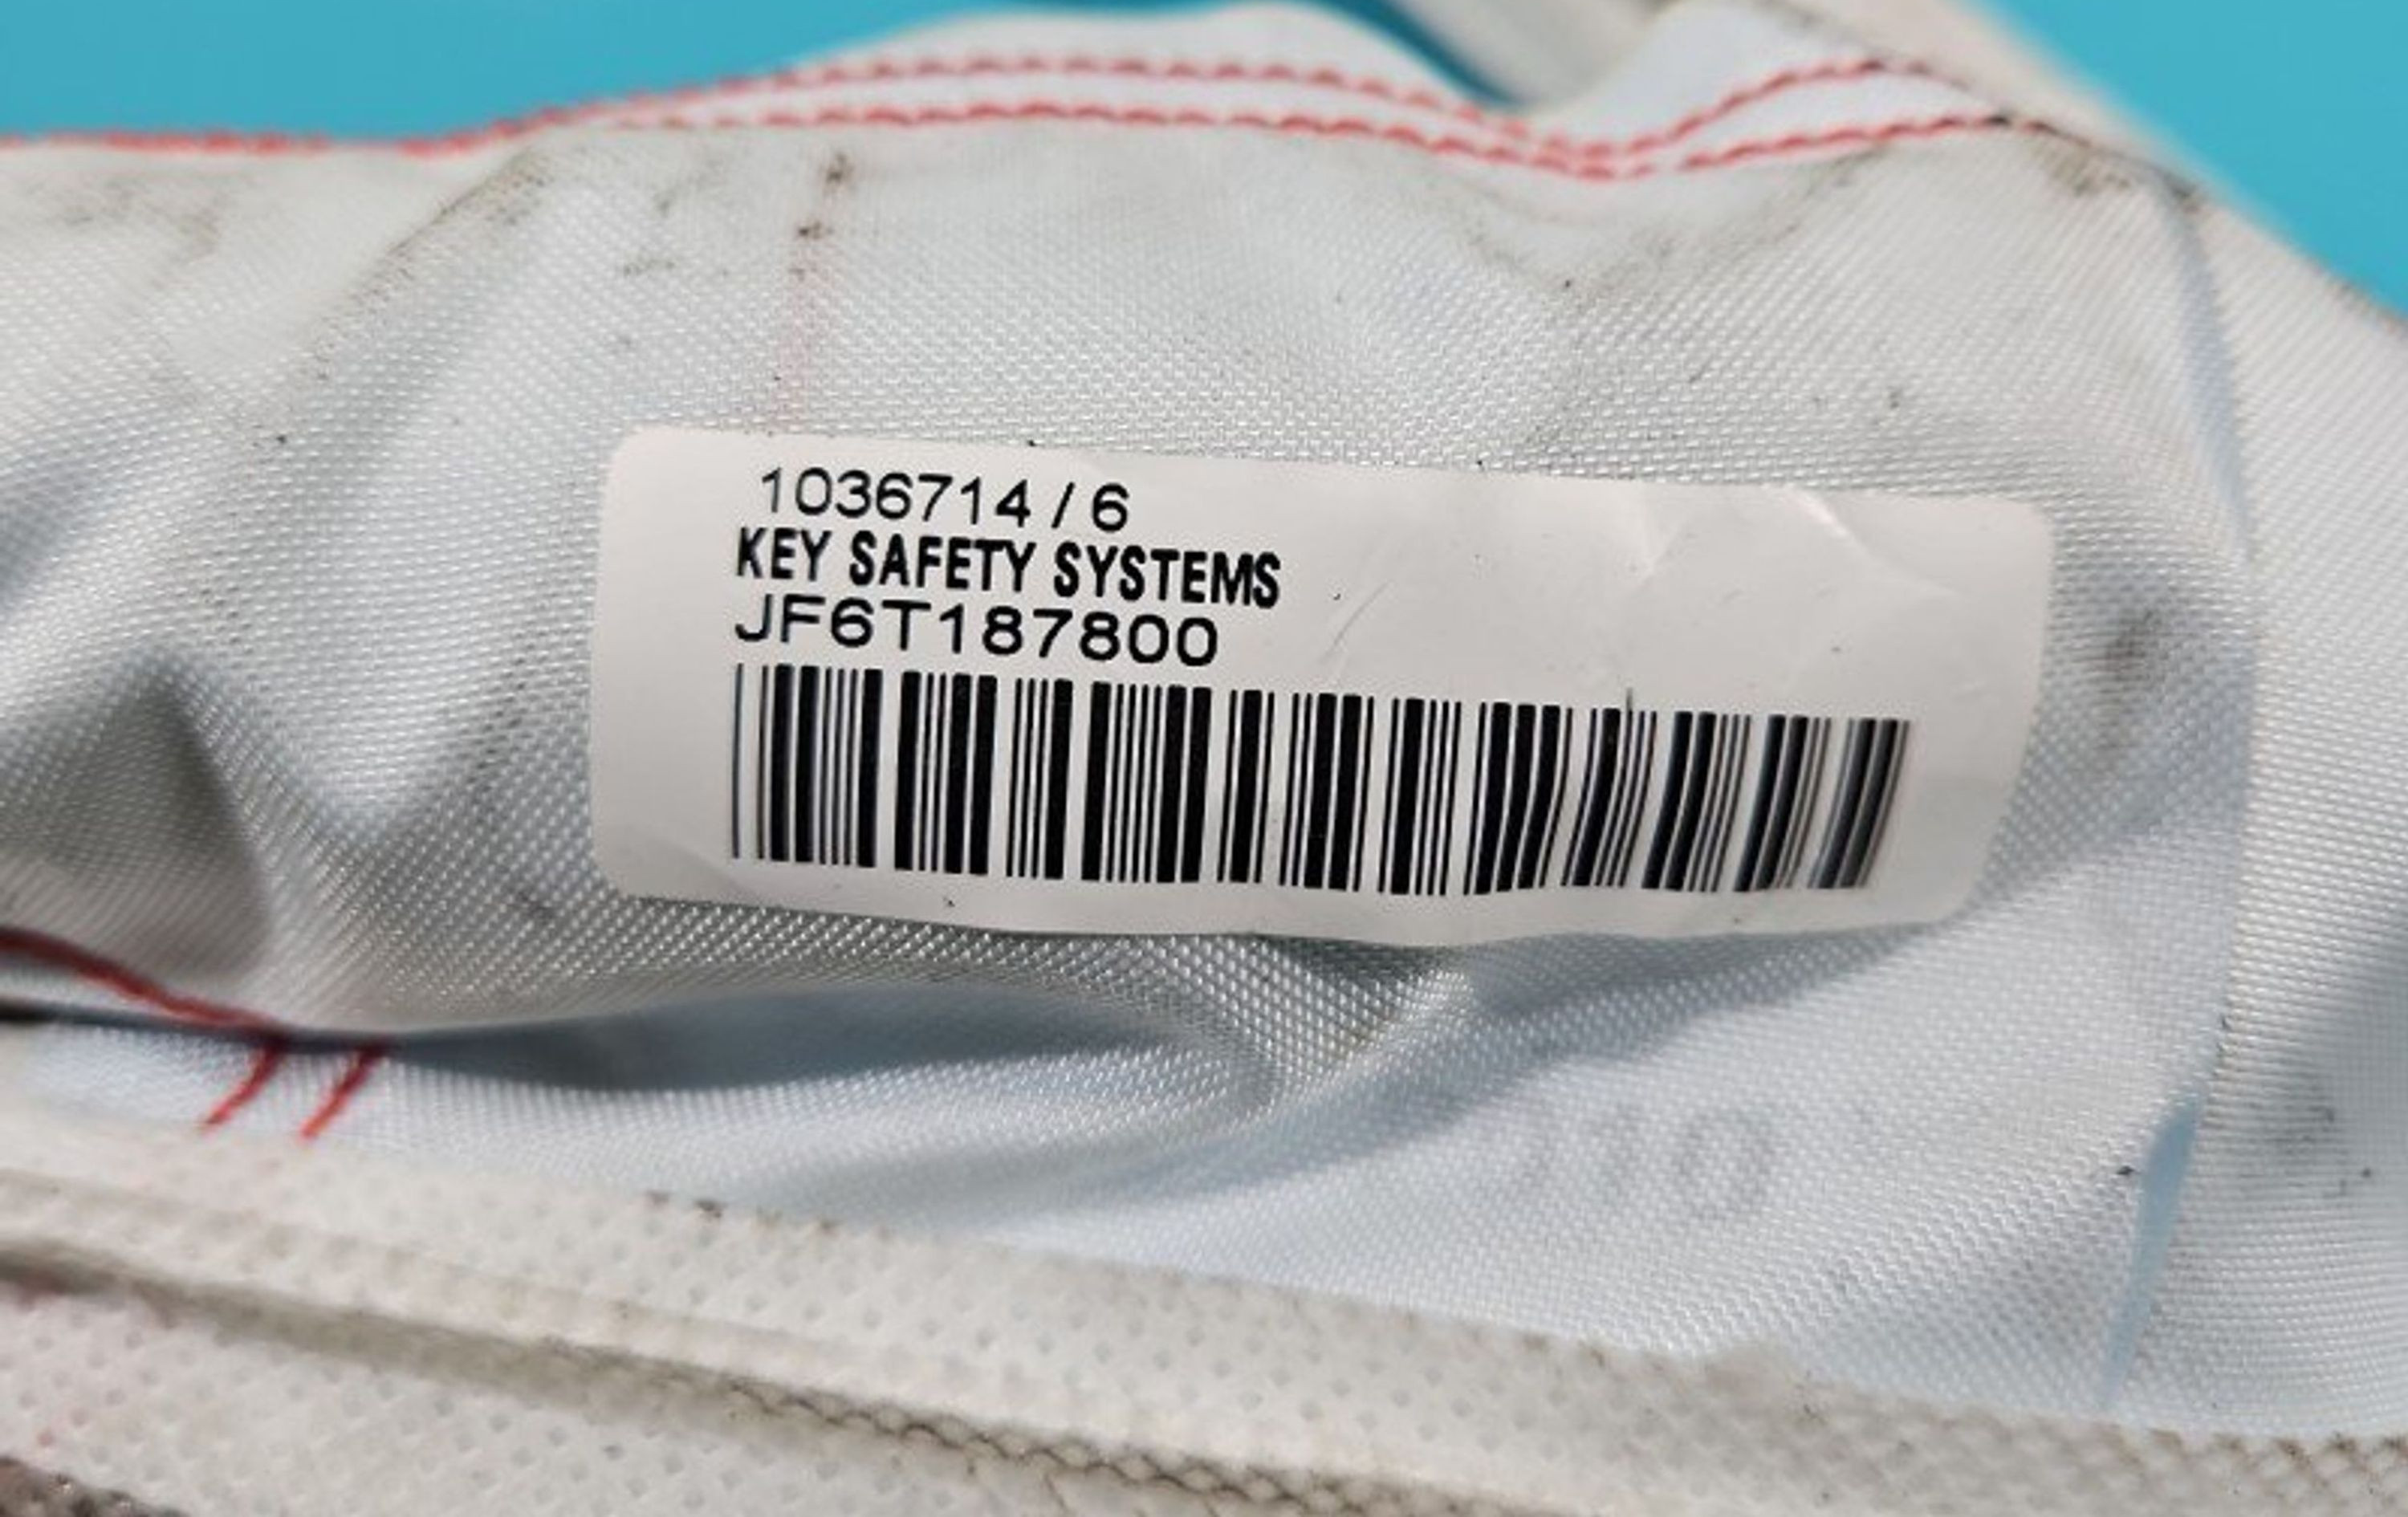 1036714 / 6
KEY SAFETY SYSTEMS
JF6T187800